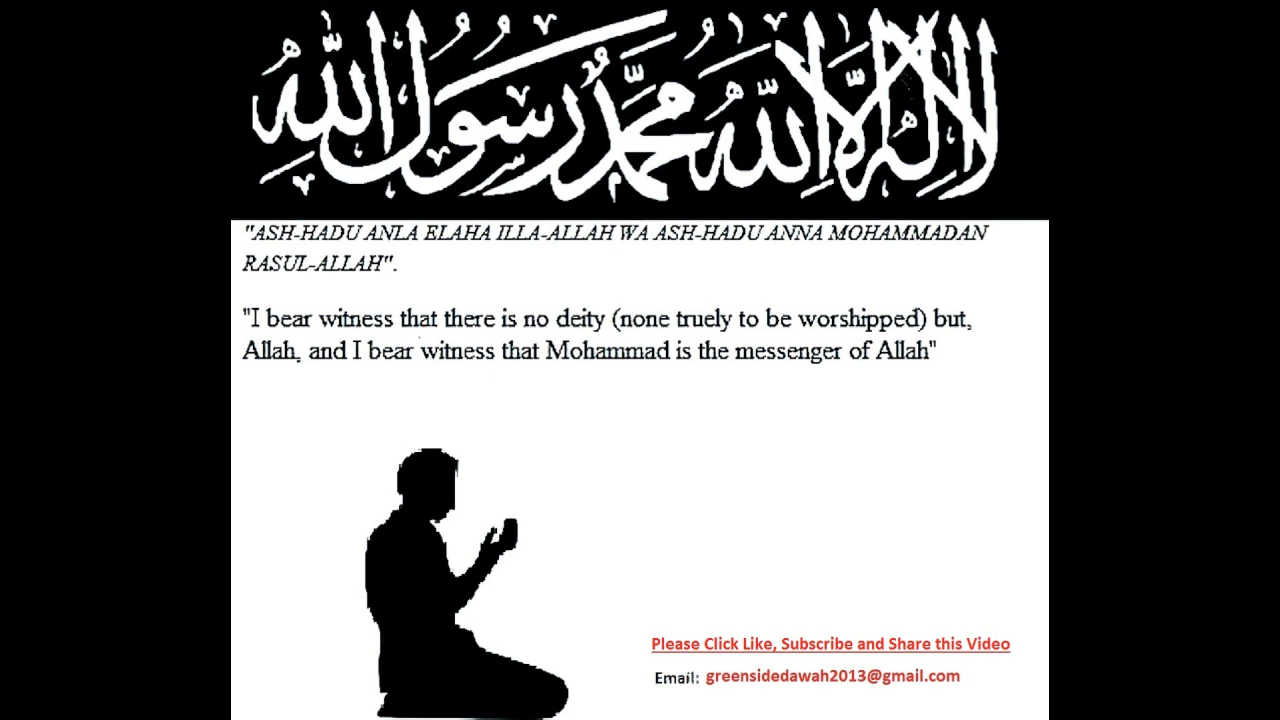 لا إله إلا الله محمد رسول الله
"ASH-HADU ANLA ELAHA ILLA-ALLAH WA ASH-HADU ANNA MOHAMMADAN
RASUL-ALLAH".
"I bear witness that there is no deity (none truely to be worshipped) but,
Allah, and I bear witness that Mohammad is the messenger of Allah"
Please Click Like, Subscribe and Share this Video
Email: greensidedawah2013@gmail.com